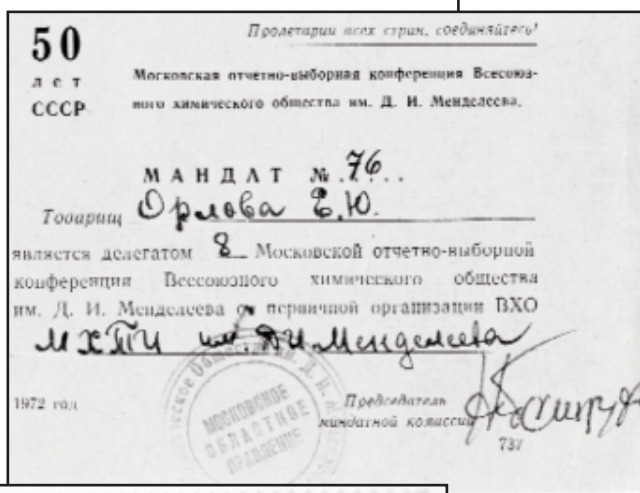 Пролетарии всех стран, соединяйтесь!
50
лет
СССР
Московская отчетно-выборная конференция Всесоюз-
ного химического общества им. Д. И. Менделеева.
МАНДАТ № 76
Товарищ Орлова Е.Ю.
является делегатом 8 Московской отчетно-выборной
конференции Всесоюзного химического общества
им. Д. И. Менделеева от первичной организации ВХО
МХТИ им. Д.И. Менделеева
1972 год
Председатель
мандатной комиссии
737
МОСКОВСКОЕ
ОБЛАСТНОЕ
ПРАВЛЕНИЕ